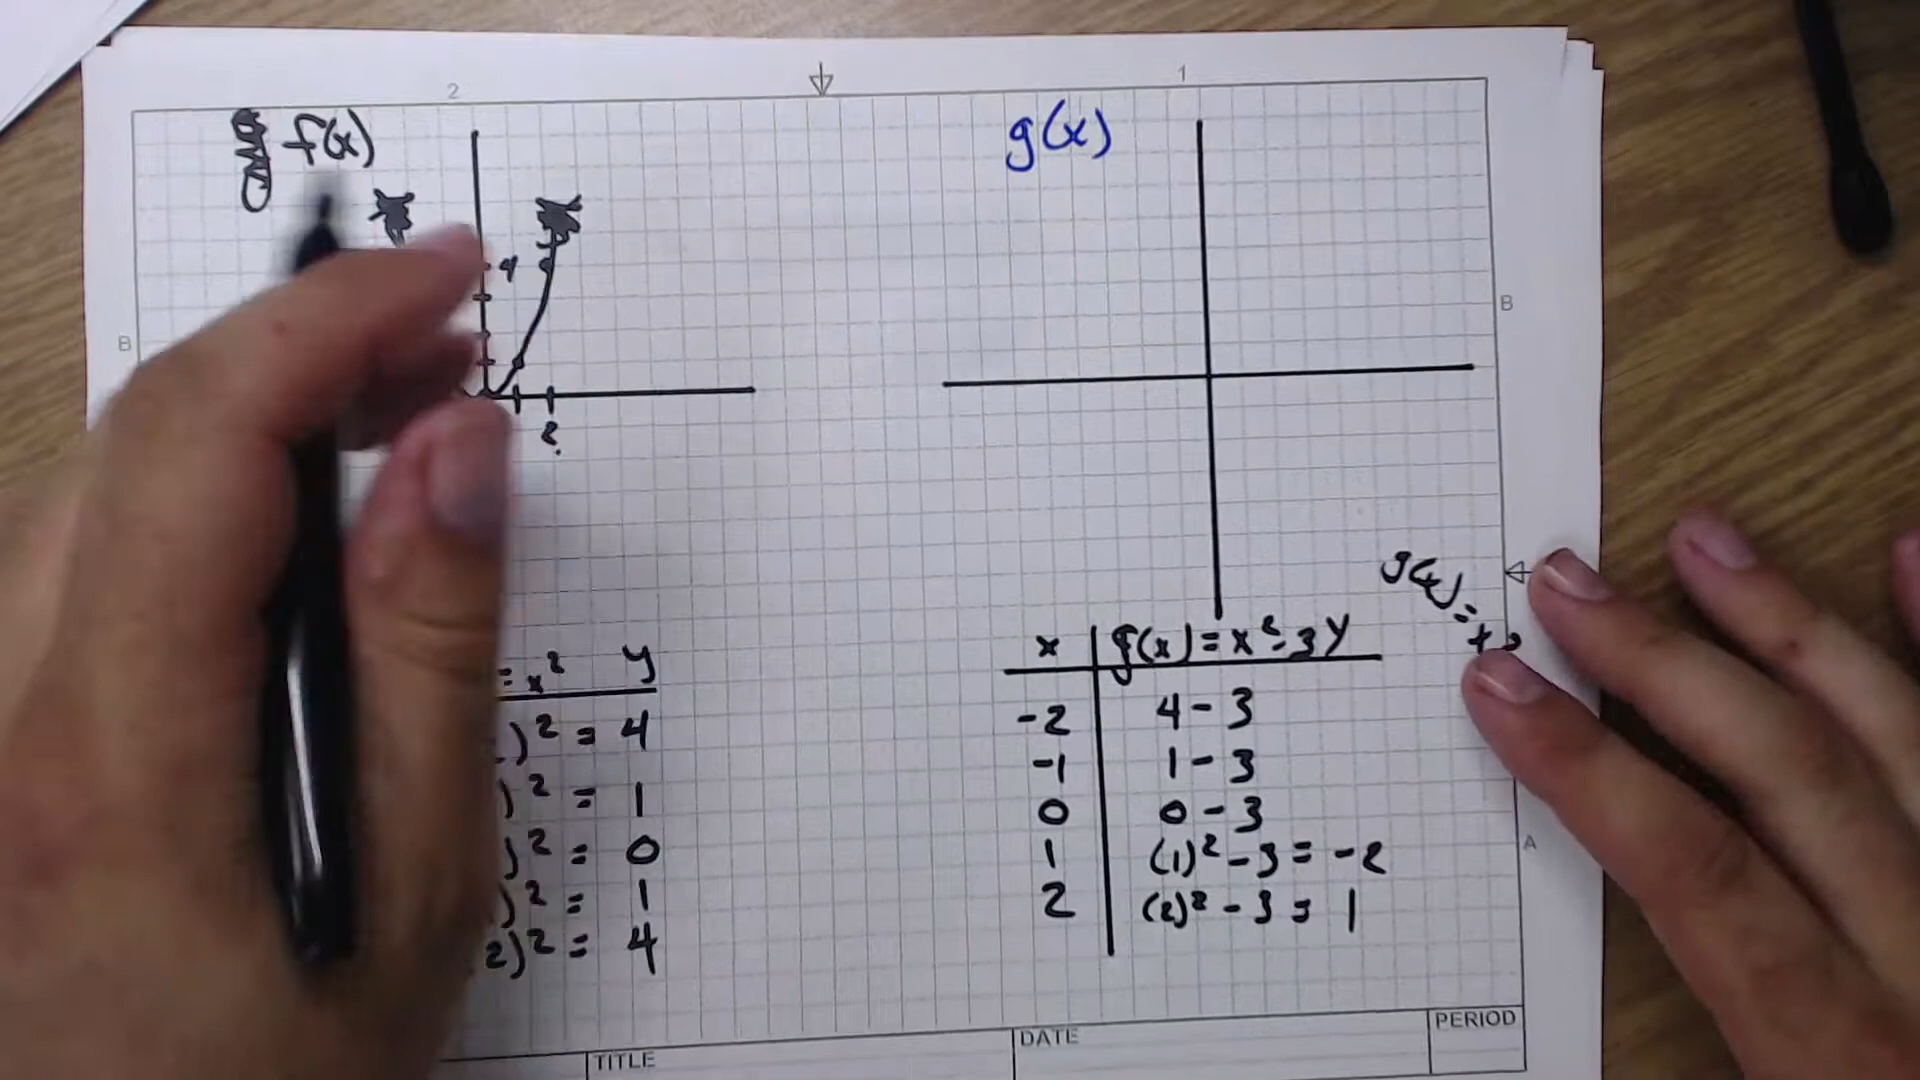 2 1
f(x)
g(x)
4
B
B
2
= x² y
)² = 4
)² = 1
)² = 0
)² = 1
2)² = 4
g(x) =
x | g(x) = x² - 3 y
-2 | 4 - 3
-1 | 1 - 3
0 | 0 - 3
1 | (1)² - 3 = -2
2 | (2)² - 3 = 1
A
TITLE
DATE
PERIOD